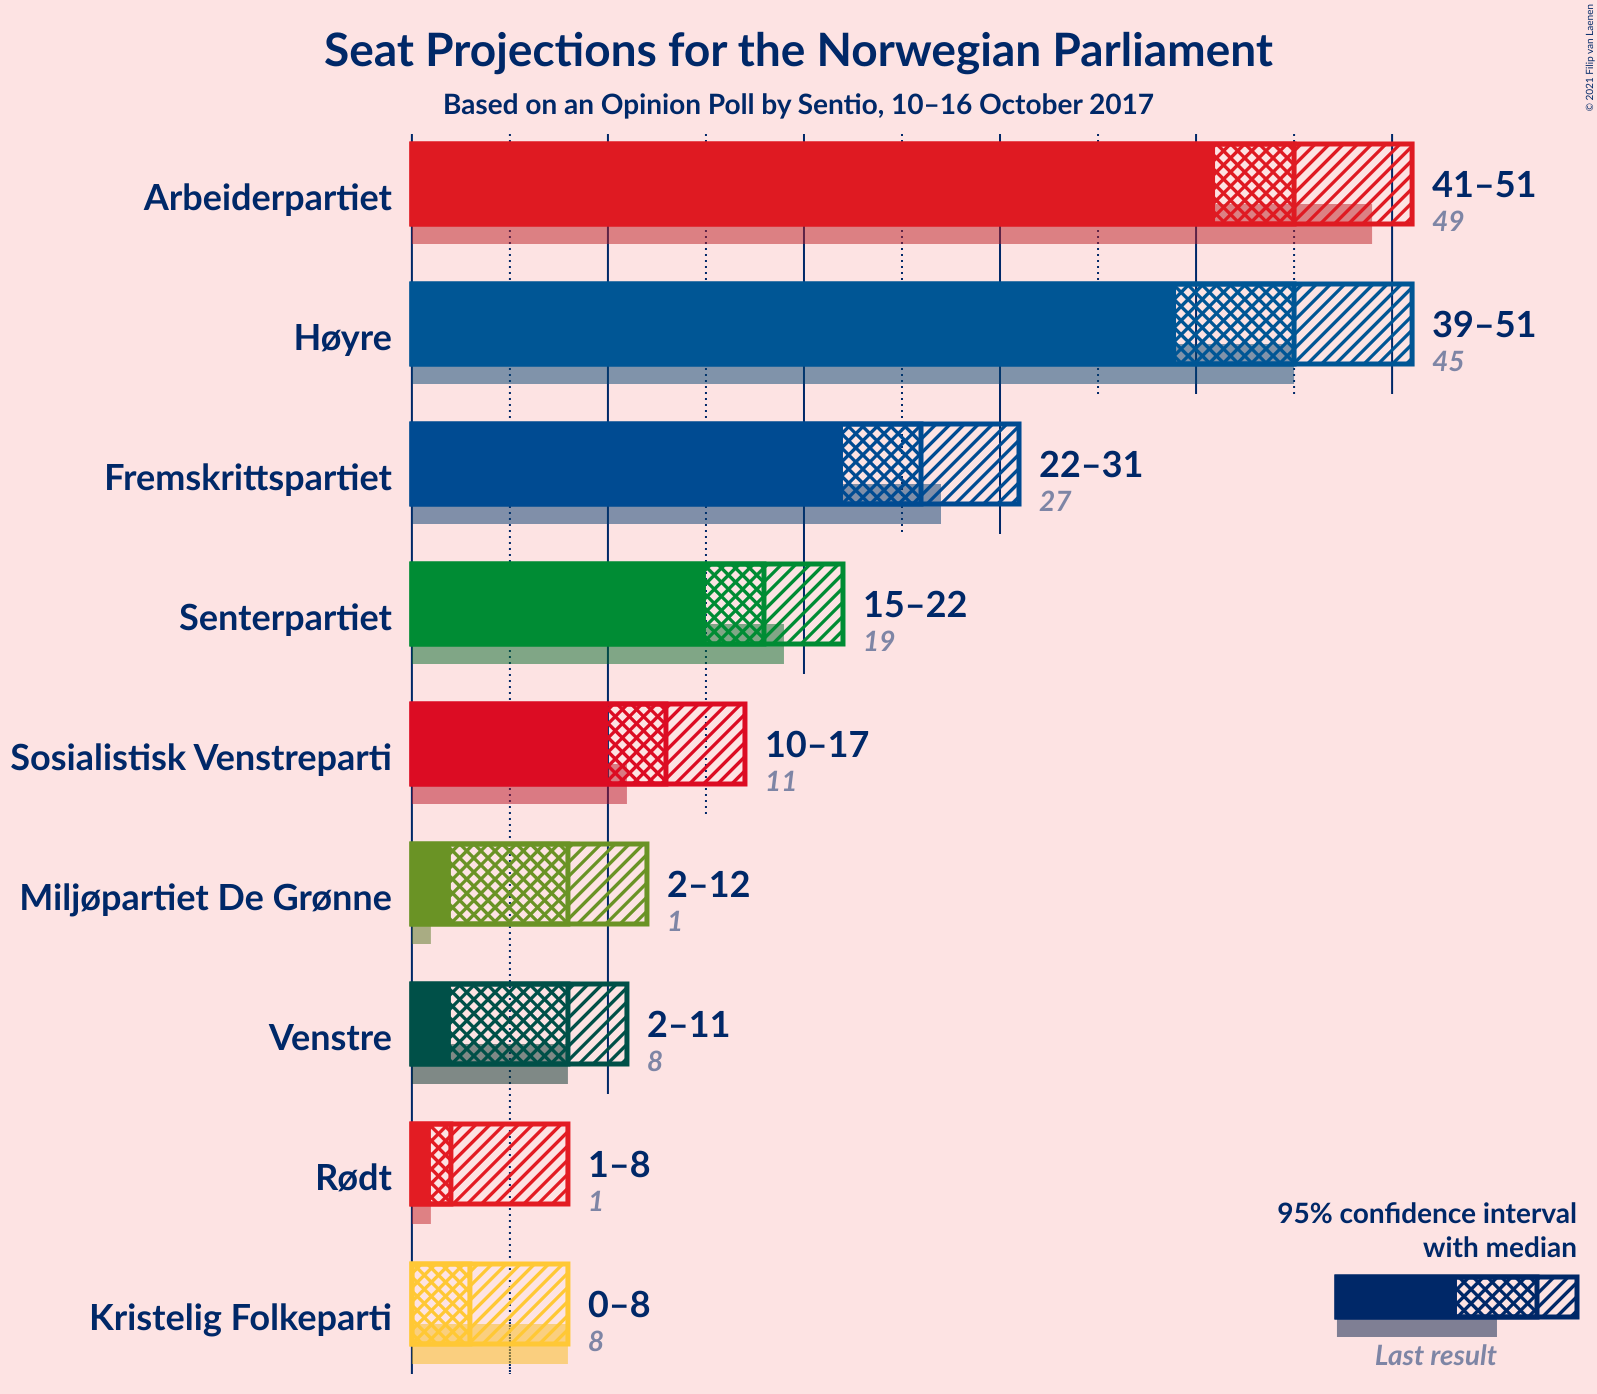 Seat Projections for the Norwegian Parliament
Based on an Opinion Poll by Sentio, 10–16 October 2017
© 2021 Filip van Laenen
Arbeiderpartiet
41–51
49
Høyre
39–51
45
Fremskrittspartiet
22–31
27
Senterpartiet
15–22
19
Sosialistisk Venstreparti
10–17
11
Miljøpartiet De Grønne
2–12
1
Venstre
2–11
8
Rødt
1–8
1
Kristelig Folkeparti
0–8
8
95% confidence interval
with median
Last result